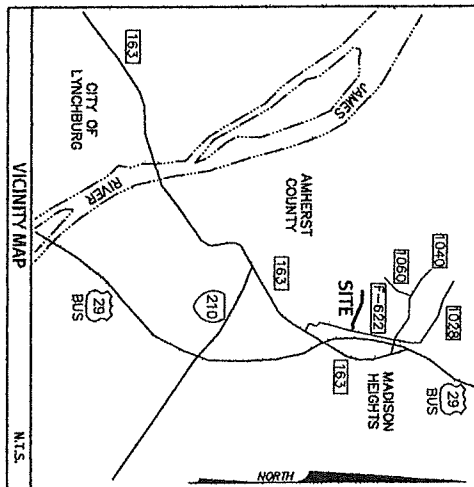 163
CITY OF
LYNCHBURG
JAMES
RIVER
AMHERST
COUNTY
1040
1060
1028
F-622
SITE
163
210
163
MADISON
HEIGHTS
29
BUS
29
BUS
NORTH
VICINITY MAP
N.T.S.